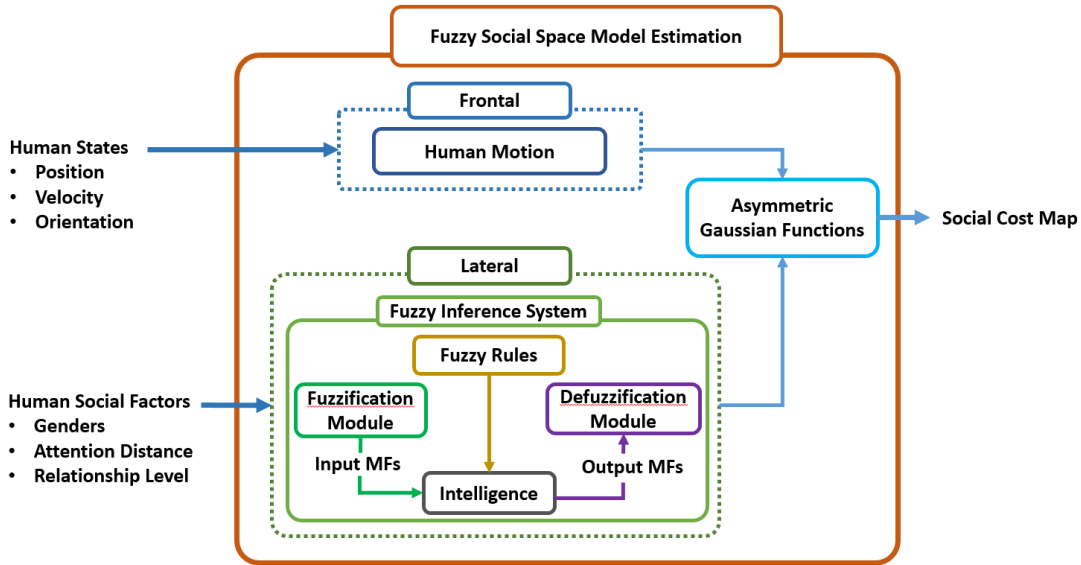 Fuzzy Social Space Model Estimation
Frontal
Human Motion
Human States
• Position
• Velocity
• Orientation
Asymmetric
Gaussian Functions
Social Cost Map
Lateral
Fuzzy Inference System
Fuzzy Rules
Human Social Factors
• Genders
• Attention Distance
• Relationship Level
Fuzzification
Module
Defuzzification
Module
Input MFs
Output MFs
Intelligence